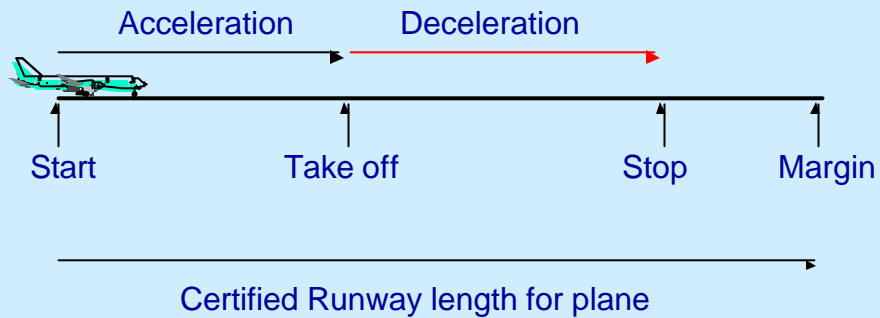 Acceleration Deceleration
Start Take off Stop Margin
Certified Runway length for plane